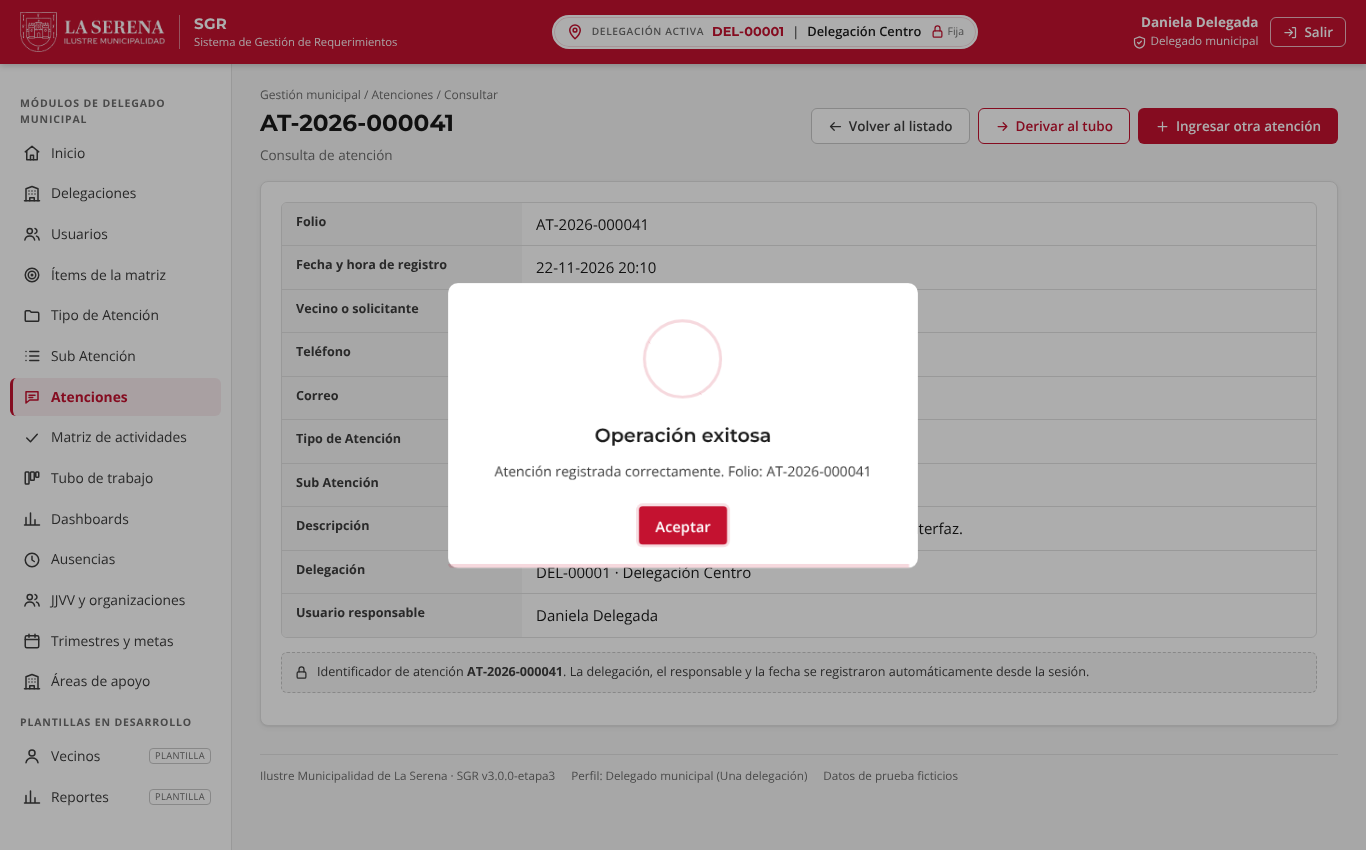 LA SERENA
ILUSTRE MUNICIPALIDAD
SGR
Sistema de Gestión de Requerimientos
DELEGACIÓN ACTIVA DEL-00001 | Delegación Centro Fija
Daniela Delegada
Delegado municipal
Salir
MÓDULOS DE DELEGADO
MUNICIPAL
Inicio
Delegaciones
Usuarios
Ítems de la matriz
Tipo de Atención
Sub Atención
Atenciones
Matriz de actividades
Tubo de trabajo
Dashboards
Ausencias
JJVV y organizaciones
Trimestres y metas
Áreas de apoyo
PLANTILLAS EN DESARROLLO
Vecinos PLANTILLA
Reportes PLANTILLA
Gestión municipal / Atenciones / Consultar
AT-2026-000041
Consulta de atención
Volver al listado
Derivar al tubo
Ingresar otra atención
Folio AT-2026-000041
Fecha y hora de registro 22-11-2026 20:10
Vecino o solicitante
Teléfono
Correo
Tipo de Atención
Sub Atención
Descripción terfaz.
Delegación DEL-00001 · Delegación Centro
Usuario responsable Daniela Delegada
Operación exitosa
Atención registrada correctamente. Folio: AT-2026-000041
Aceptar
Identificador de atención AT-2026-000041. La delegación, el responsable y la fecha se registraron automáticamente desde la sesión.
Ilustre Municipalidad de La Serena · SGR v3.0.0-etapa3 Perfil: Delegado municipal (Una delegación) Datos de prueba ficticios